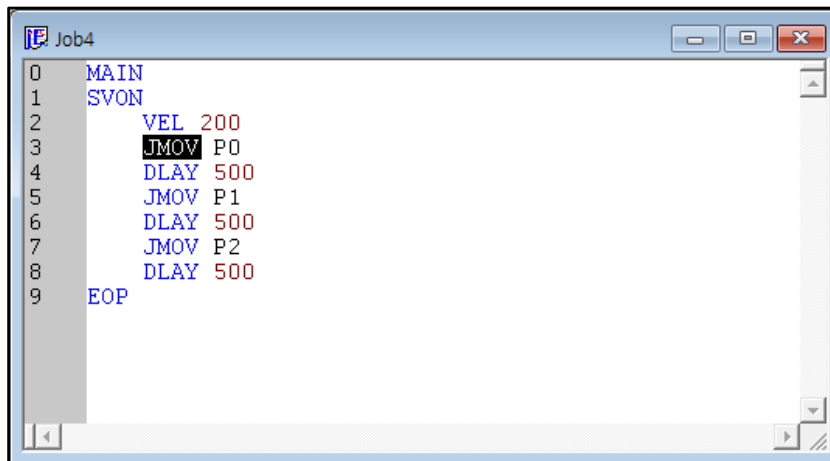 Job4
0 MAIN
1 SVON
2 VEL 200
3 JMOV P0
4 DLAY 500
5 JMOV P1
6 DLAY 500
7 JMOV P2
8 DLAY 500
9 EOP